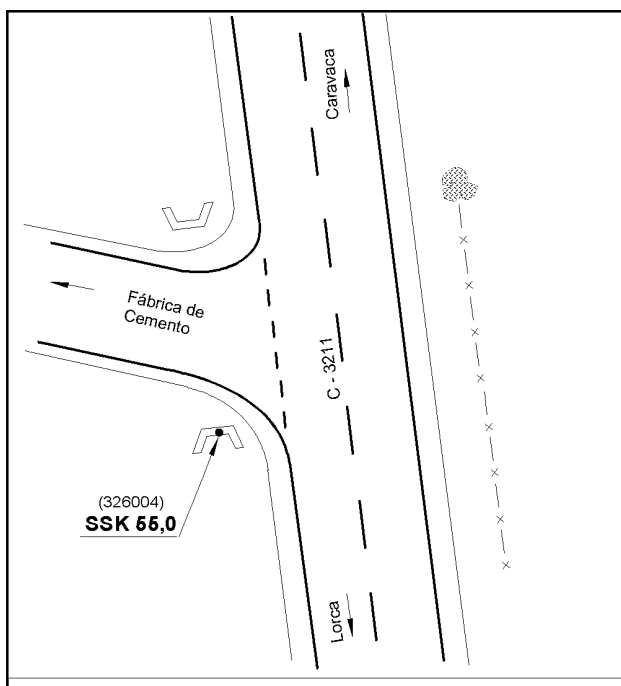 Caravaca
Fábrica de
Cemento
C - 3211
(326004)
SSK 55,0
Lorca